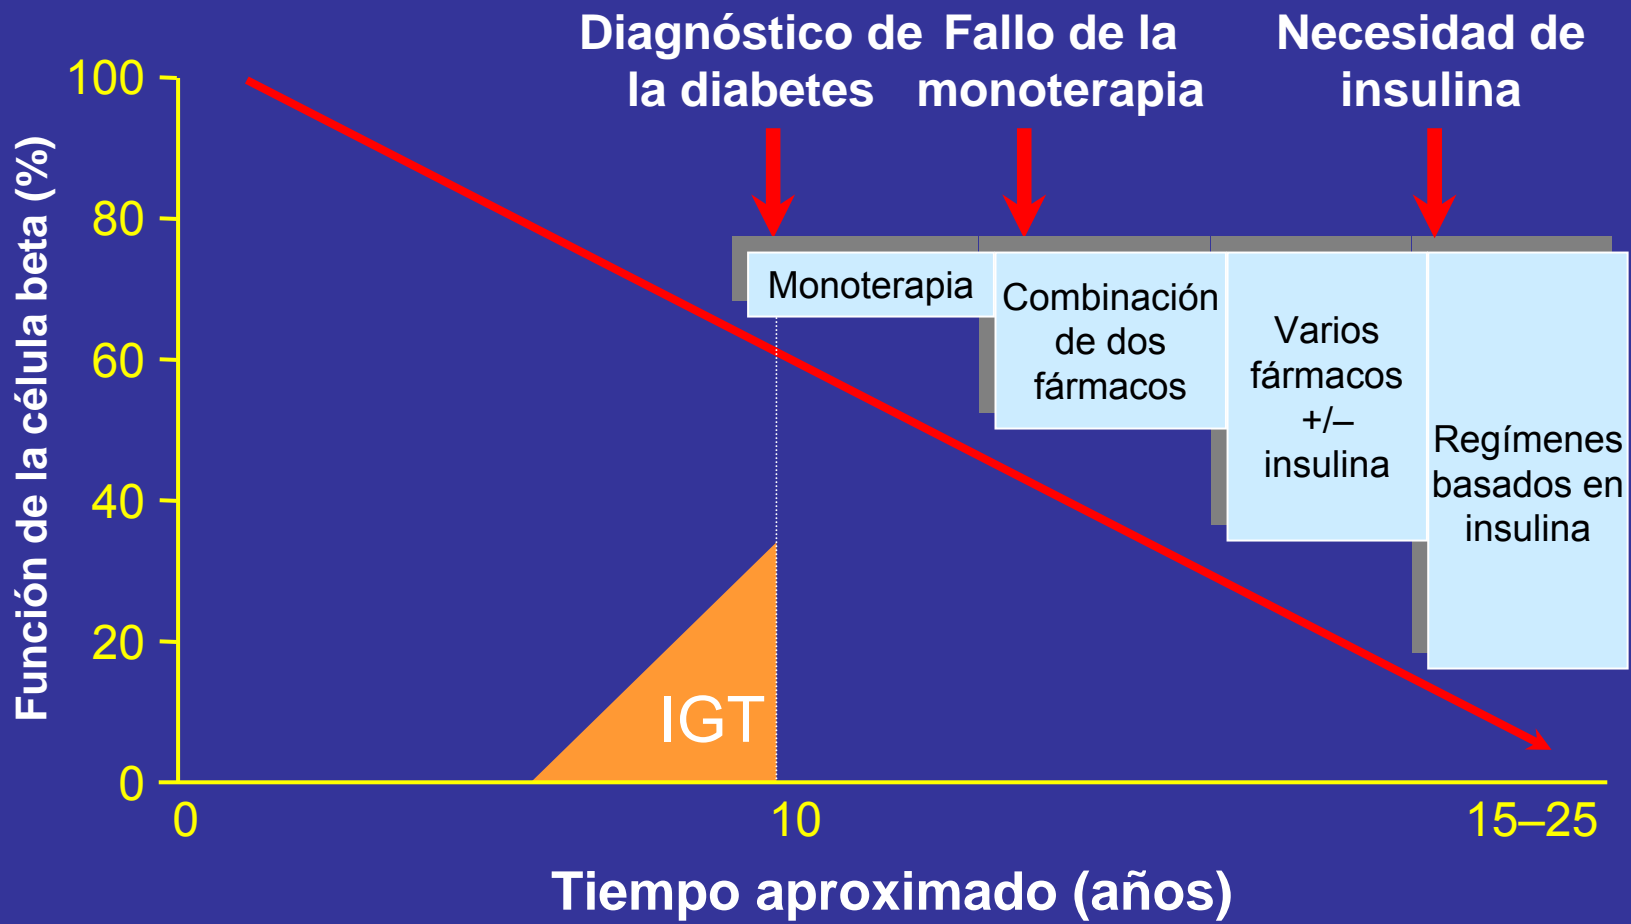 Diagnóstico de
la diabetes
Fallo de la
monoterapia
Necesidad de
insulina
Función de la célula beta (%)
100
80
60
40
20
0
Monoterapia
Combinación
de dos
fármacos
Varios
fármacos
+/–
insulina
Regímenes
basados en
insulina
IGT
0
10
15–25
Tiempo aproximado (años)